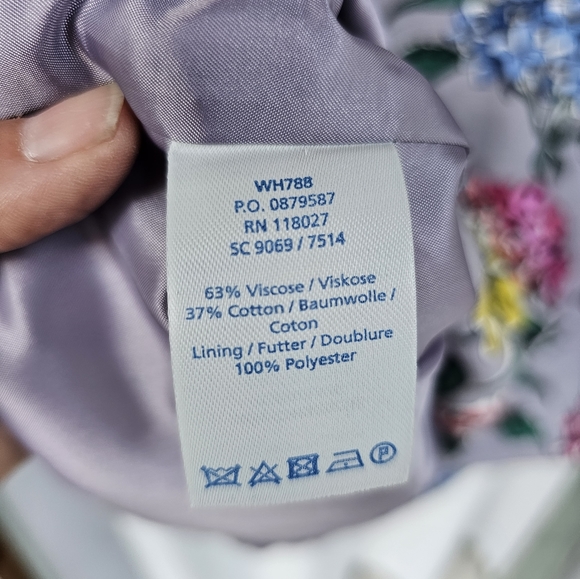 WH788
P.O. 0879587
RN 118027
SC 9069 / 7514
63% Viscose / Viskose
37% Cotton / Baumwolle /
Coton
Lining / Futter / Doublure
100% Polyester
P